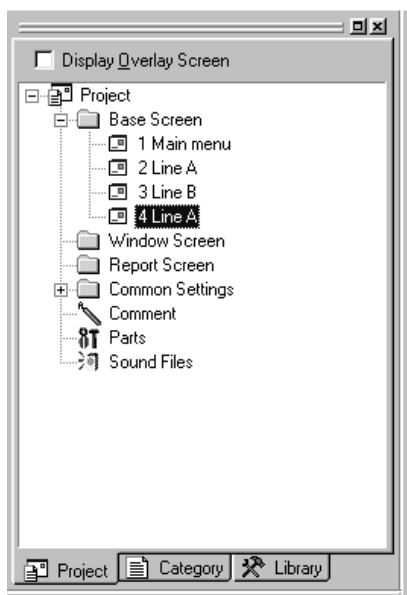 Display Overlay Screen
Project
Base Screen
1 Main menu
2 Line A
3 Line B
4 Line A
Window Screen
Report Screen
Common Settings
Comment
Parts
Sound Files
Project Category Library